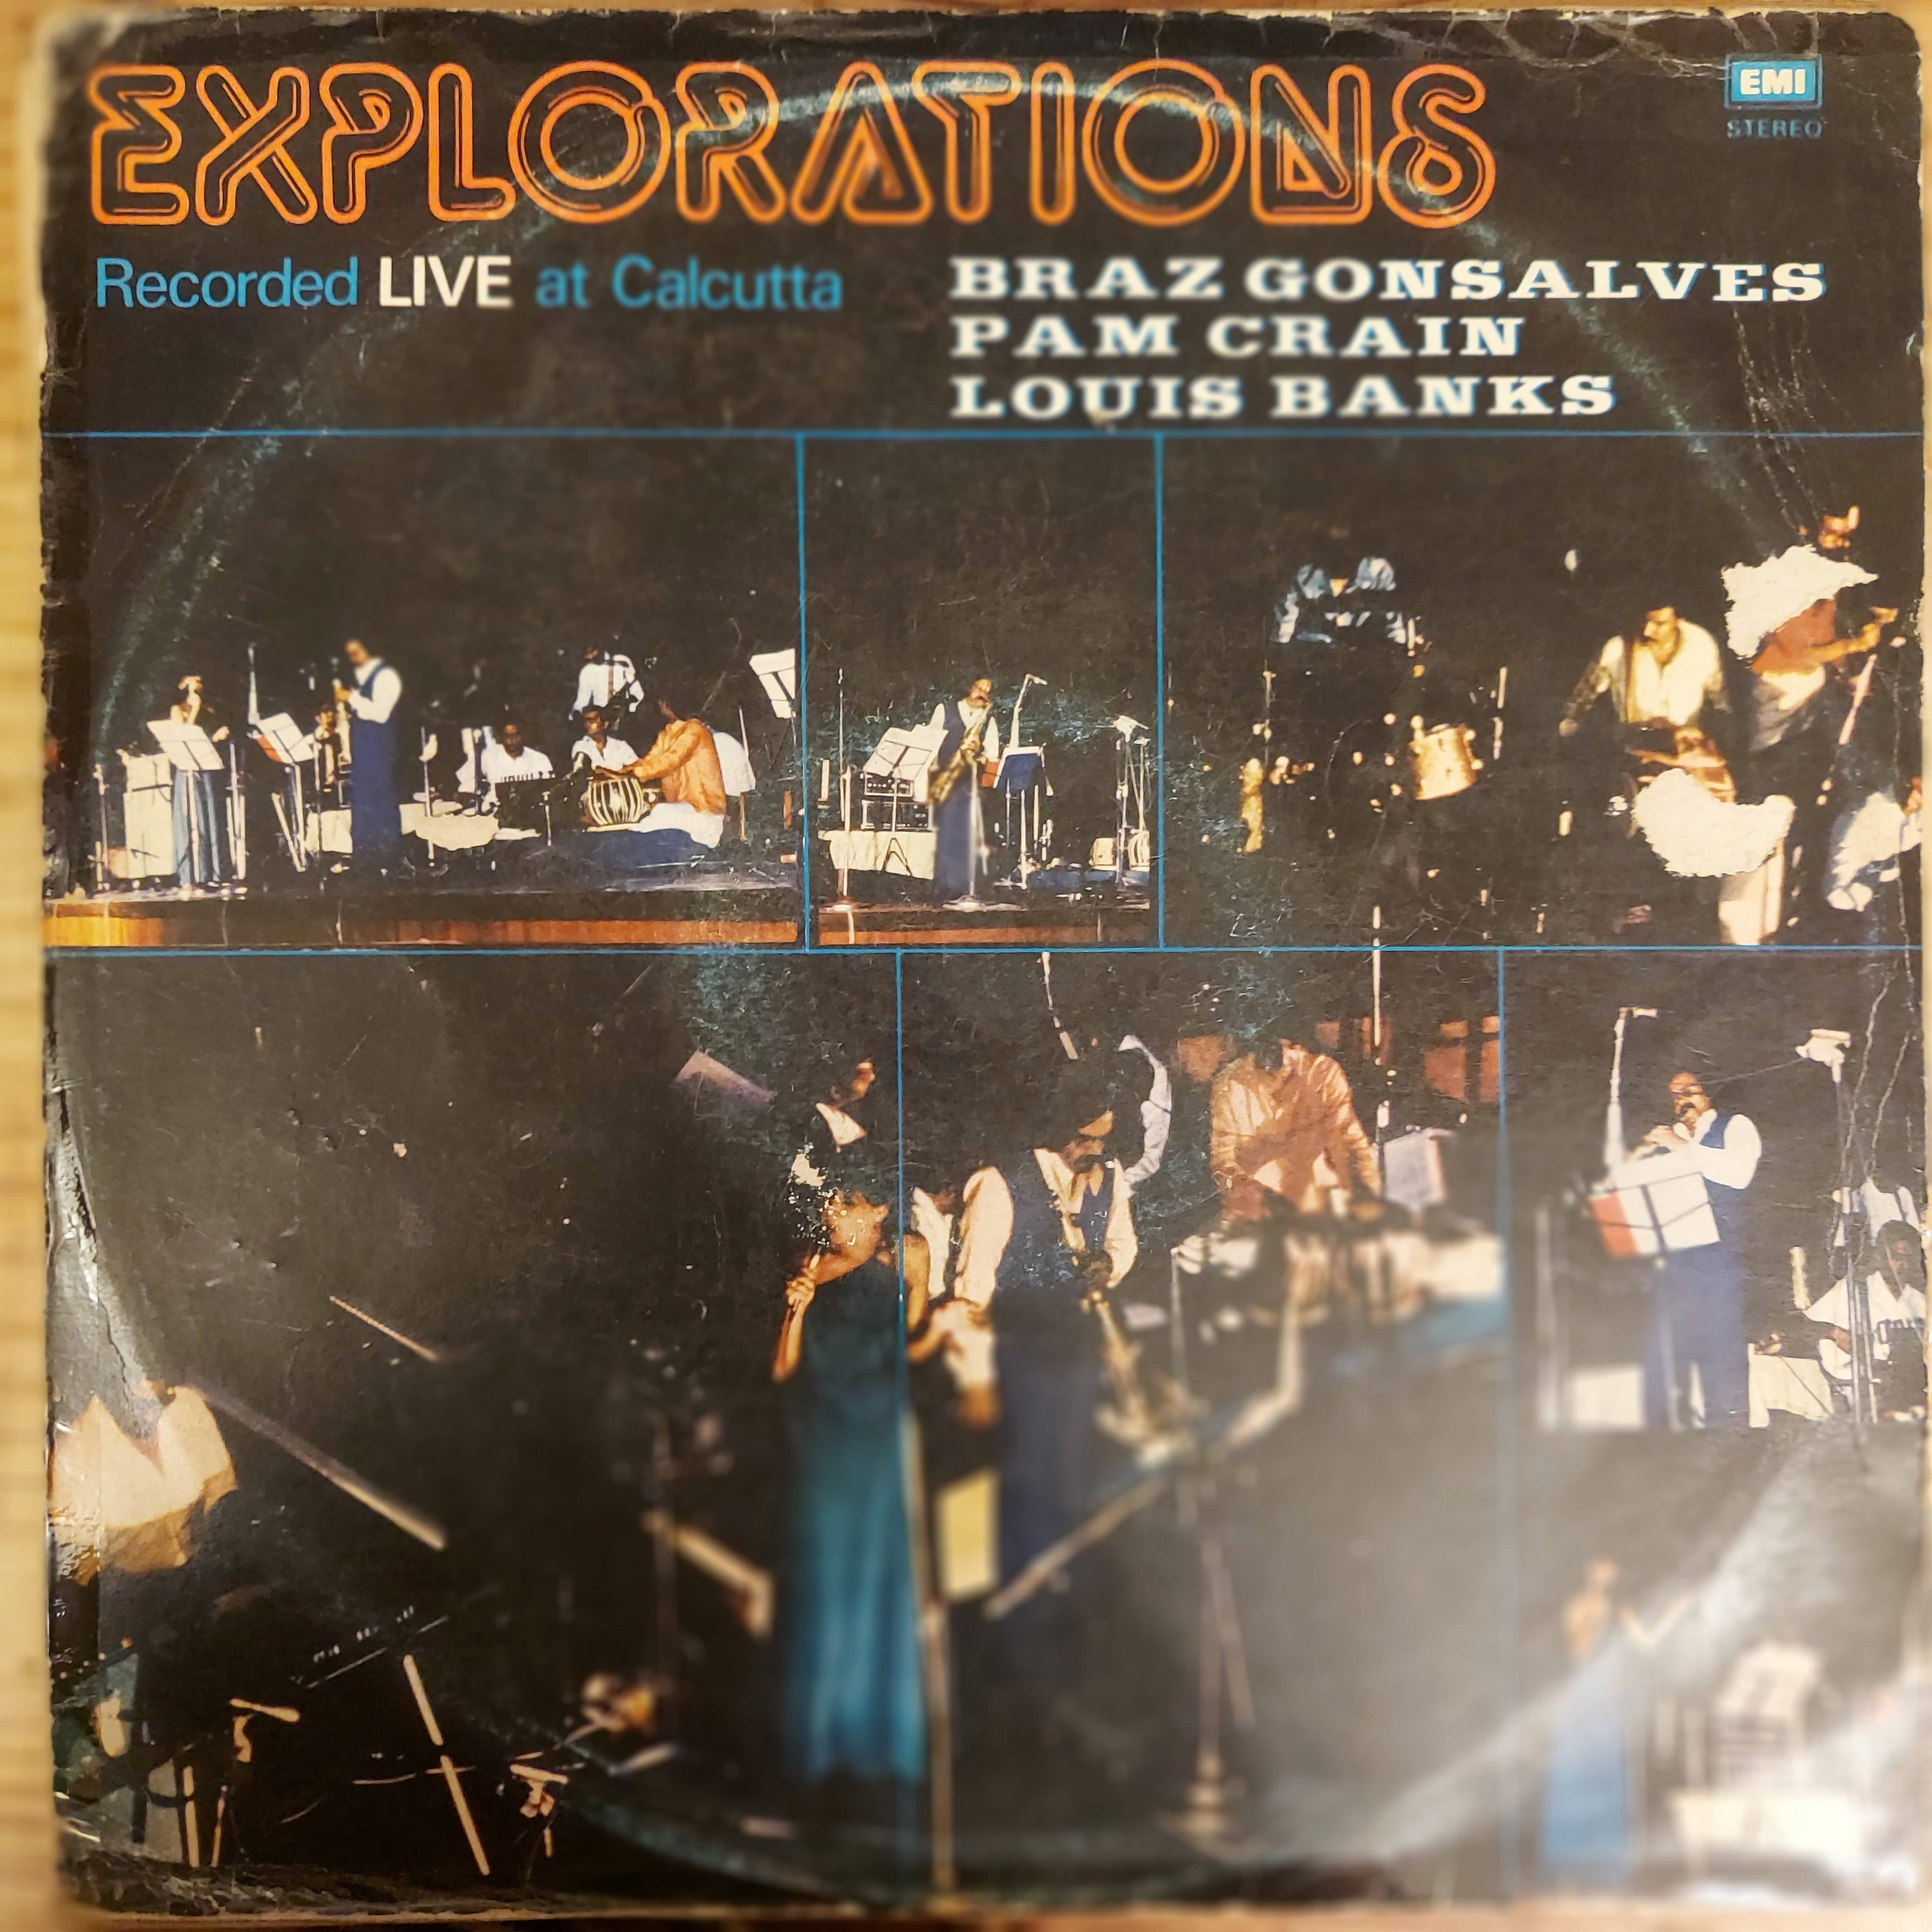 EXPLORATIONS
EMI
STEREO
Recorded LIVE at Calcutta
BRAZ GONSALVES
PAM CRAIN
LOUIS BANKS